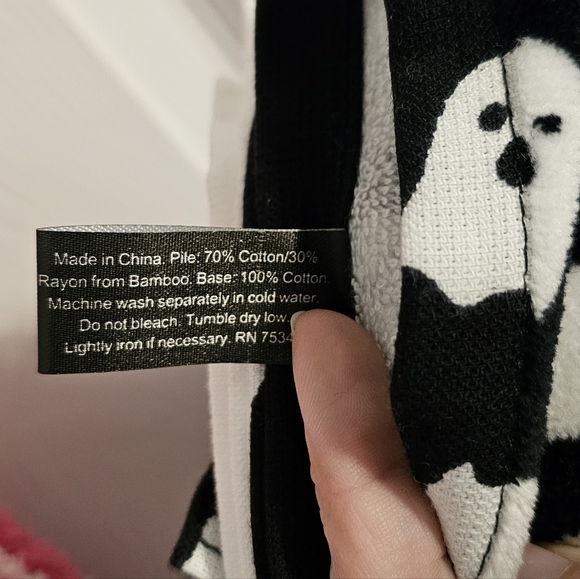 Made in China. Pile: 70% Cotton/30%
Rayon from Bamboo. Base: 100% Cotton.
Machine wash separately in cold water.
Do not bleach. Tumble dry low.
Lightly iron if necessary. RN